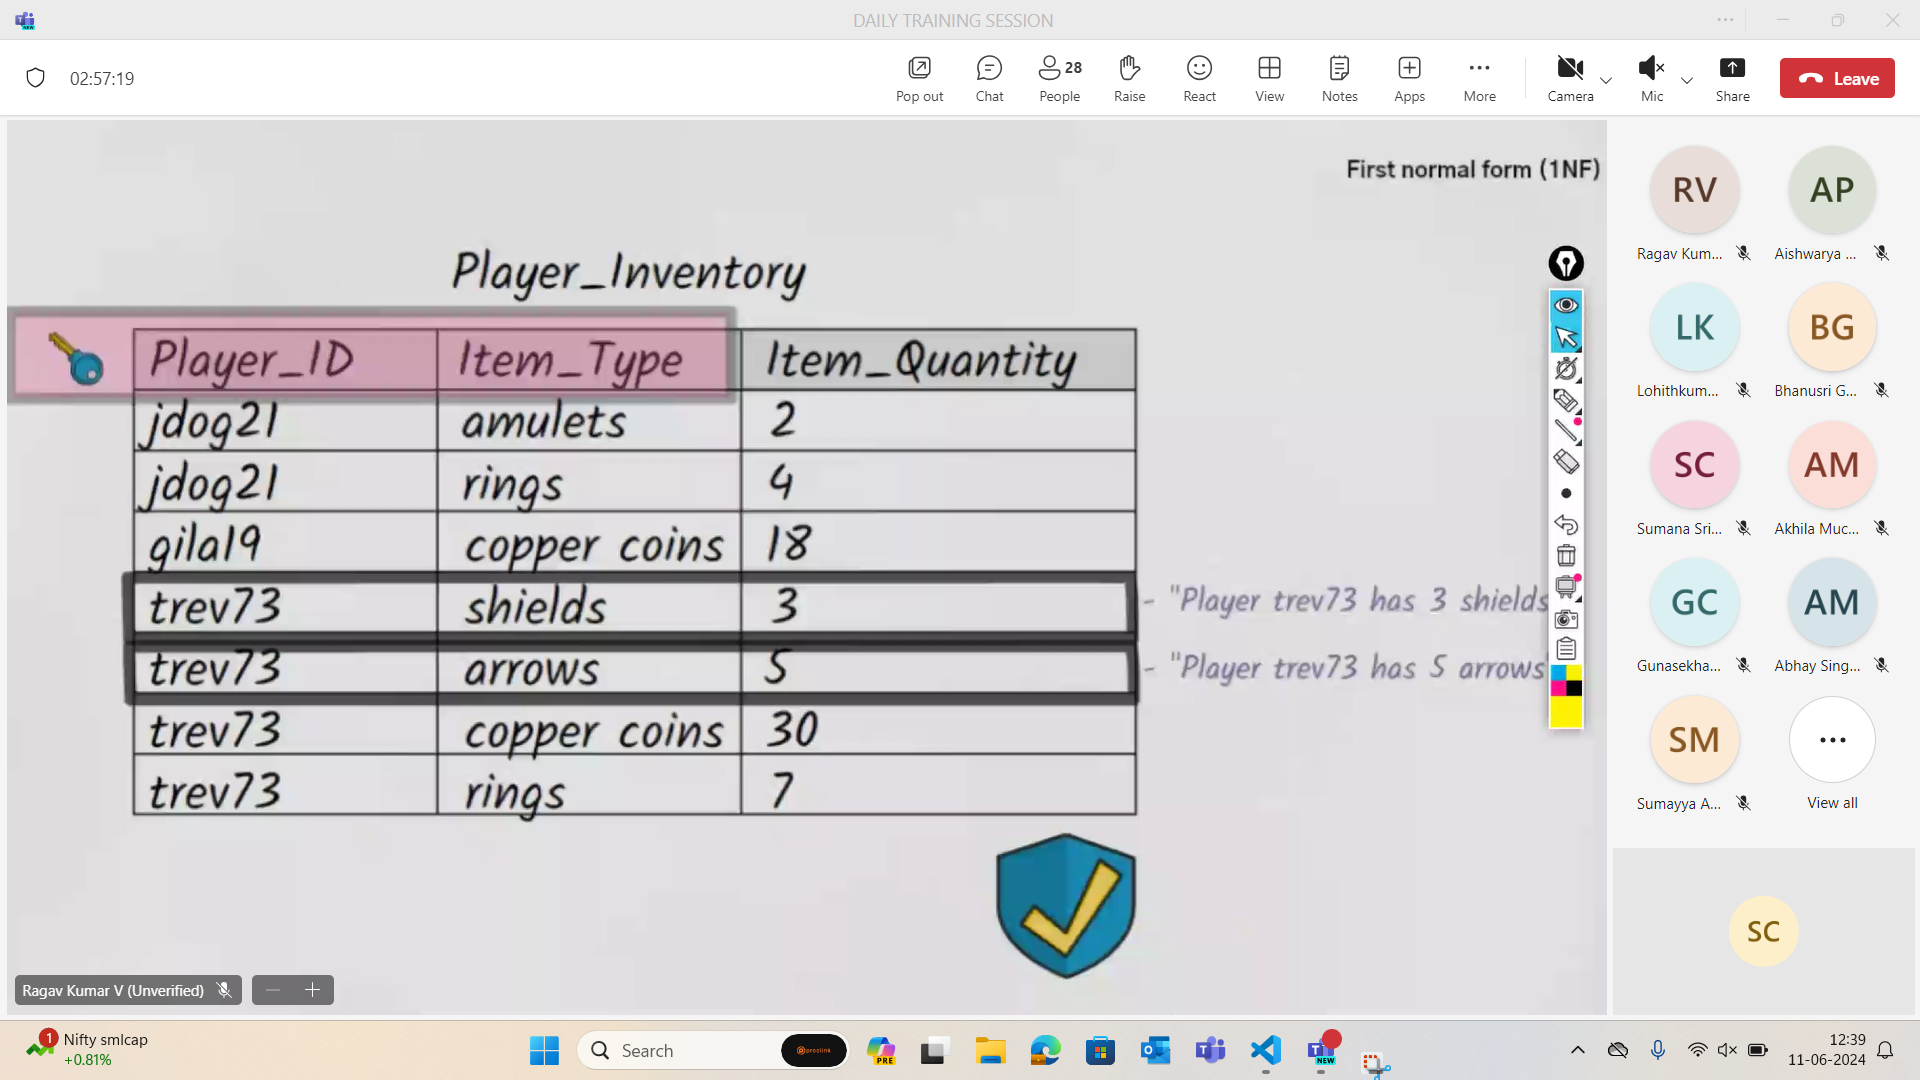 DAILY TRAINING SESSION
02:57:19
Pop out
Chat
28
People
Raise
React
View
Notes
Apps
More
Camera
Mic
Share
Leave
First normal form (1NF)
Player_Inventory
Player_ID Item_Type Item_Quantity
jdog21 amulets 2
jdog21 rings 4
gila19 copper coins 18
trev73 shields 3 - "Player trev73 has 3 shields
trev73 arrows 5 - "Player trev73 has 5 arrows"
trev73 copper coins 30
trev73 rings 7
RV
Ragav Kum...
AP
Aishwarya ...
LK
Lohithkum...
BG
Bhanusri G...
SC
Sumana Sri...
AM
Akhila Muc...
GC
Gunasekha...
AM
Abhay Sing...
SM
Sumayya A...
View all
SC
Ragav Kumar V (Unverified)
1
Nifty smlcap
+0.81%
Search
proclink
PRE
NEW
12:39
11-06-2024